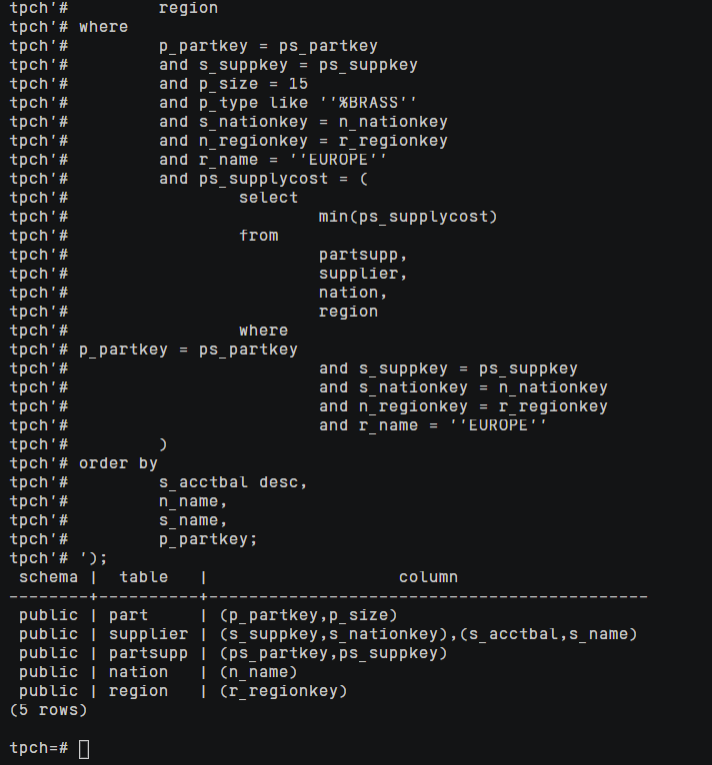 tpch'#         region
tpch'# where
tpch'#         p_partkey = ps_partkey
tpch'#         and s_suppkey = ps_suppkey
tpch'#         and p_size = 15
tpch'#         and p_type like ''%BRASS''
tpch'#         and s_nationkey = n_nationkey
tpch'#         and n_regionkey = r_regionkey
tpch'#         and r_name = ''EUROPE''
tpch'#         and ps_supplycost = (
tpch'#                 select
tpch'#                         min(ps_supplycost)
tpch'#                 from
tpch'#                         partsupp,
tpch'#                         supplier,
tpch'#                         nation,
tpch'#                         region
tpch'#                 where
tpch'# p_partkey = ps_partkey
tpch'#                         and s_suppkey = ps_suppkey
tpch'#                         and s_nationkey = n_nationkey
tpch'#                         and n_regionkey = r_regionkey
tpch'#                         and r_name = ''EUROPE''
tpch'#         )
tpch'# order by
tpch'#         s_acctbal desc,
tpch'#         n_name,
tpch'#         s_name,
tpch'#         p_partkey;
tpch'# ');
 schema |  table   |                   column
--------+----------+--------------------------------------------
 public | part     | (p_partkey,p_size)
 public | supplier | (s_suppkey,s_nationkey),(s_acctbal,s_name)
 public | partsupp | (ps_partkey,ps_suppkey)
 public | nation   | (n_name)
 public | region   | (r_regionkey)
(5 rows)
tpch=#